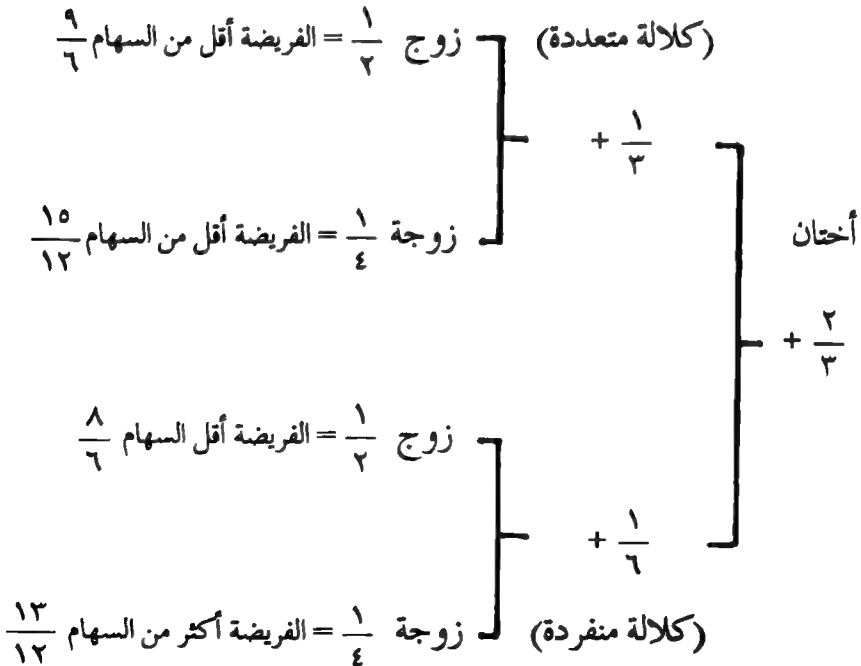 (كلالة متعددة) زوج ١/٢ = الفريضة أقل من السهام ٩/٦
١/٣ +
أختان زوجة ١/٤ = الفريضة أقل من السهام ١٥/١٢
٢/٣ +
زوج ١/٢ = الفريضة أقل السهام ٨/٦
١/٦ +
(كلالة منفردة) زوجة ١/٤ = الفريضة أكثر من السهام ١٣/١٢